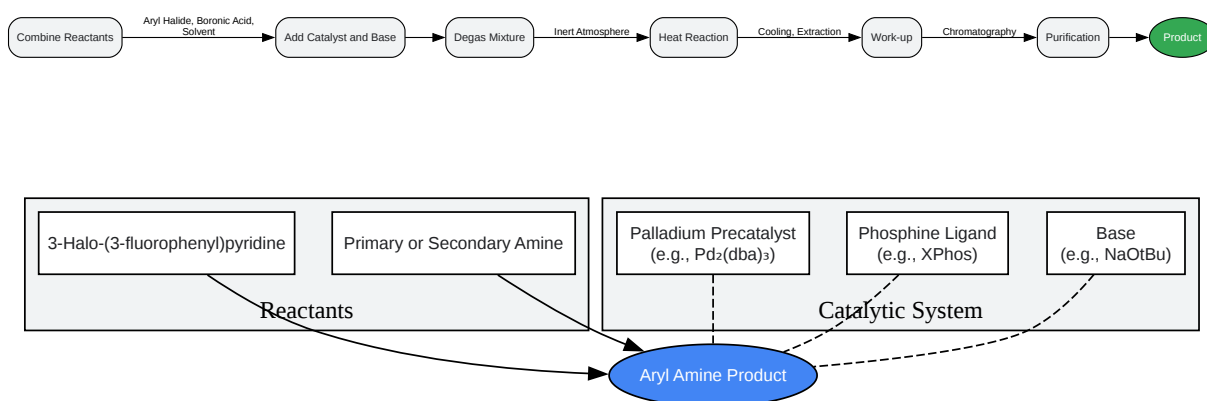 Combine Reactants
Aryl Halide, Boronic Acid,
Solvent
Add Catalyst and Base
Degas Mixture
Inert Atmosphere
Heat Reaction
Cooling, Extraction
Work-up
Chromatography
Purification
Product
3-Halo-(3-fluorophenyl)pyridine
Primary or Secondary Amine
Reactants
Palladium Precatalyst
(e.g., Pd₂(dba)₃)
Phosphine Ligand
(e.g., XPhos)
Base
(e.g., NaOtBu)
Catalytic System
Aryl Amine Product